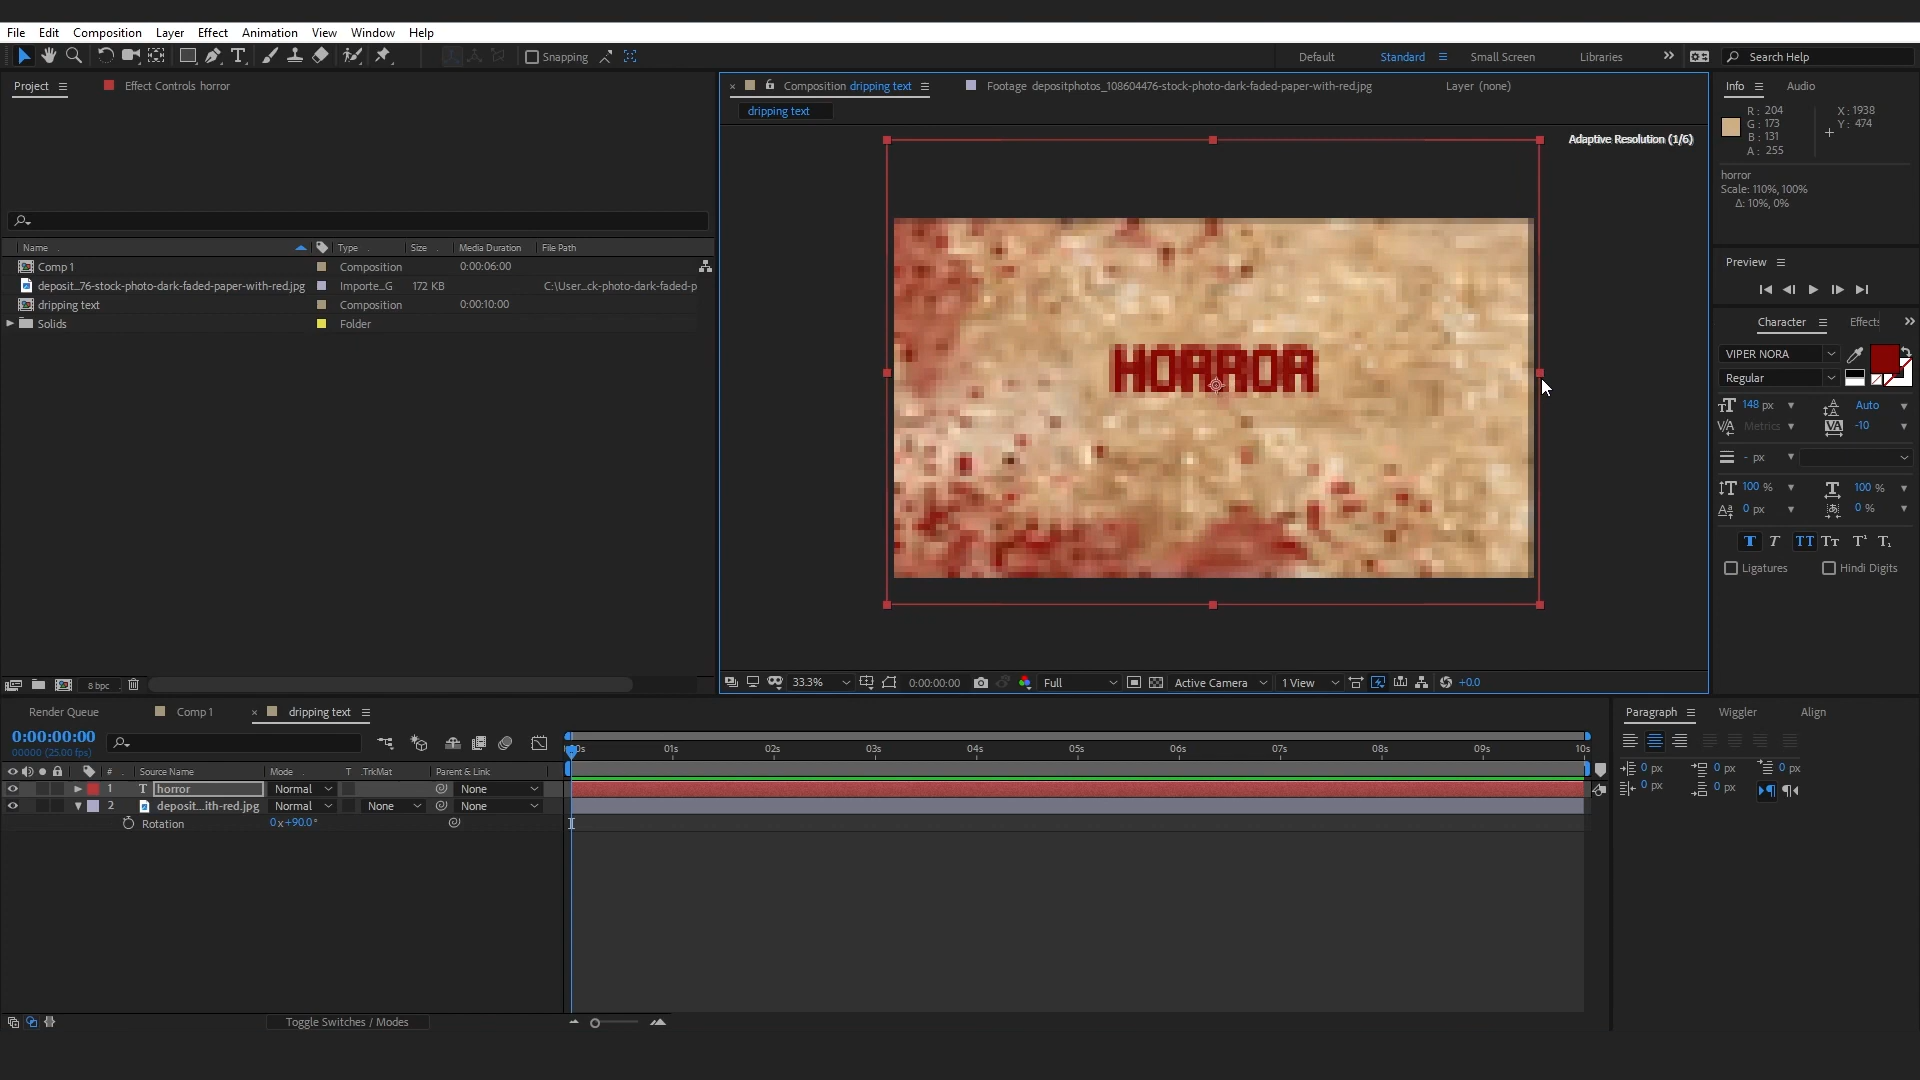 File Edit Composition Layer Effect Animation View Window Help
Snapping
Default Standard Small Screen Libraries Search Help
Project Effect Controls horror
Composition dripping text Footage depositphotos_108604476-stock-photo-dark-faded-paper-with-red.jpg Layer (none)
dripping text
Adaptive Resolution (1/6)
Info Audio
R : 204 X : 1938
G : 173 Y : 474
B : 131
A : 255
horror
Scale: 110%, 100%
Δ: 10%, 0%
Preview
Name Type Size Media Duration File Path
Comp 1 Composition 0:00:06:00
deposit...76-stock-photo-dark-faded-paper-with-red.jpg Importe...G 172 KB C:\User...ck-photo-dark-faded-p
dripping text Composition 0:00:10:00
Solids Folder
HORROR
Character Effects
VIPER NORA
Regular
148 px Auto
Metrics -10
- px
100 % 100 %
0 px 0 %
T T TT Tт T¹ T₁
Ligatures Hindi Digits
8 bpc
33.3% 0:00:00:00 Full Active Camera 1 View +0.0
Render Queue Comp 1 dripping text
0:00:00:00
00000 (25.00 fps)
00s 01s 02s 03s 04s 05s 06s 07s 08s 09s 10s
# Source Name Mode T .TrkMat Parent & Link
1 T horror Normal None
2 deposit...ith-red.jpg Normal None None
Rotation 0x+90.0°
Toggle Switches / Modes
Paragraph Wiggler Align
0 px 0 px 0 px
0 px 0 px